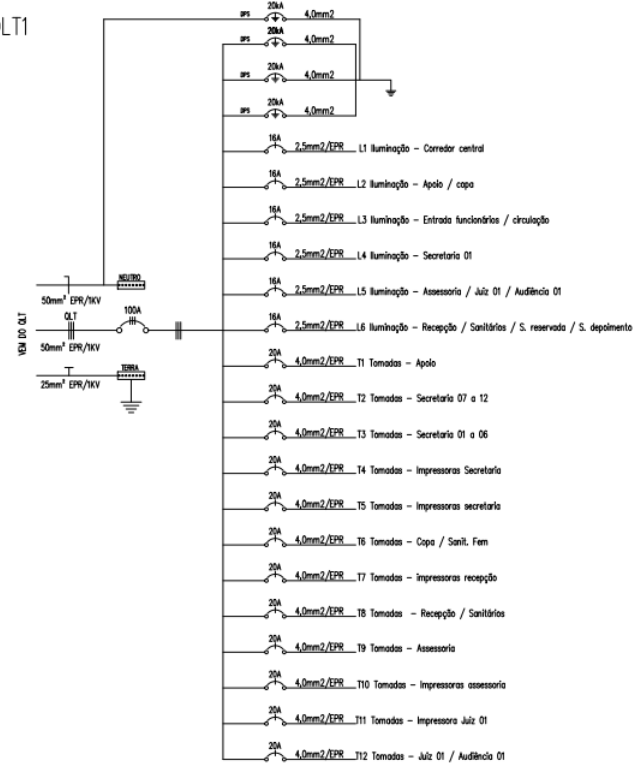 QLT1
20kA
DPS 4,0mm2
20kA
DPS 4,0mm2
20kA
DPS 4,0mm2
20kA
DPS 4,0mm2
16A
2,5mm2/EPR L1 Iluminação - Corredor central
16A
2,5mm2/EPR L2 Iluminação - Apoio / copa
16A
2,5mm2/EPR L3 Iluminação - Entrada funcionários / circulação
16A
2,5mm2/EPR L4 Iluminação - Secretaria 01
16A
2,5mm2/EPR L5 Iluminação - Assessoria / Juiz 01 / Audiência 01
16A
2,5mm2/EPR L6 Iluminação - Recepção / Sanitários / S. reservada / S. depoimento
NEUTRO
50mm² EPR/1KV
VEM DO QLT
QLT
100A
50mm² EPR/1KV
TERRA
25mm² EPR/1KV
20A
4,0mm2/EPR T1 Tomadas - Apoio
20A
4,0mm2/EPR T2 Tomadas - Secretaria 07 a 12
20A
4,0mm2/EPR T3 Tomadas - Secretaria 01 a 06
20A
4,0mm2/EPR T4 Tomadas - Impressoras Secretaria
20A
4,0mm2/EPR T5 Tomadas - Impressoras secretaria
20A
4,0mm2/EPR T6 Tomadas - Copa / Sanit. Fem
20A
4,0mm2/EPR T7 Tomadas - impressoras recepção
20A
4,0mm2/EPR T8 Tomadas - Recepção / Sanitários
20A
4,0mm2/EPR T9 Tomadas - Assessoria
20A
4,0mm2/EPR T10 Tomadas - Impressoras assessoria
20A
4,0mm2/EPR T11 Tomadas - Impressora Juiz 01
20A
4,0mm2/EPR T12 Tomadas - Juiz 01 / Audiência 01